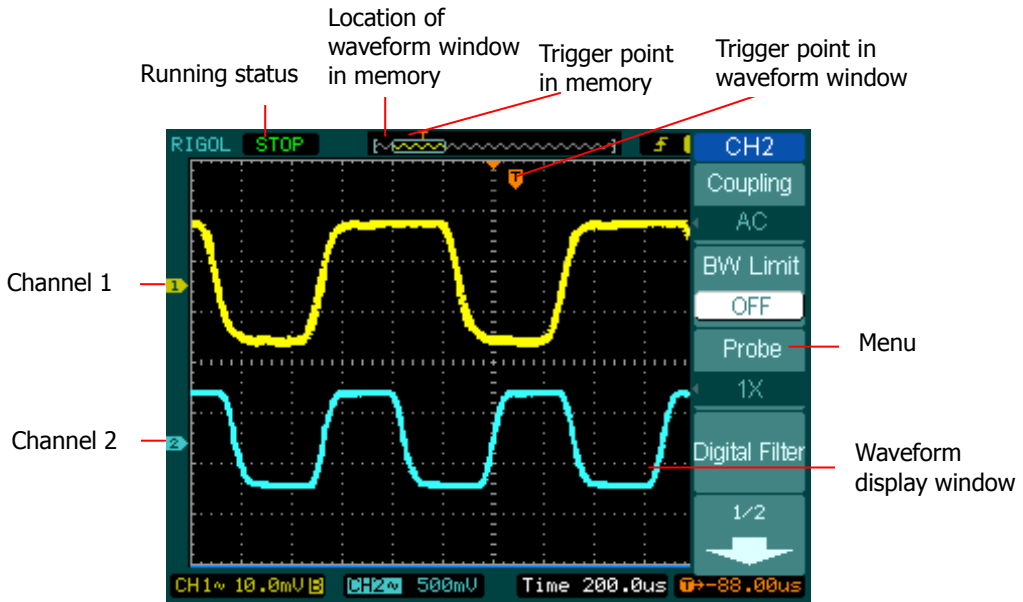 Location of
waveform window
in memory
Trigger point
in memory
Trigger point in
waveform window
Running status
RIGOL STOP
T
CH2
Coupling
AC
T
BW Limit
OFF
Channel 1
1
Probe
Menu
1X
Channel 2
2
Digital Filter
Waveform
display window
1/2
CH1~ 10.0mV B CH2~ 500mV Time 200.0us T→-88.00us